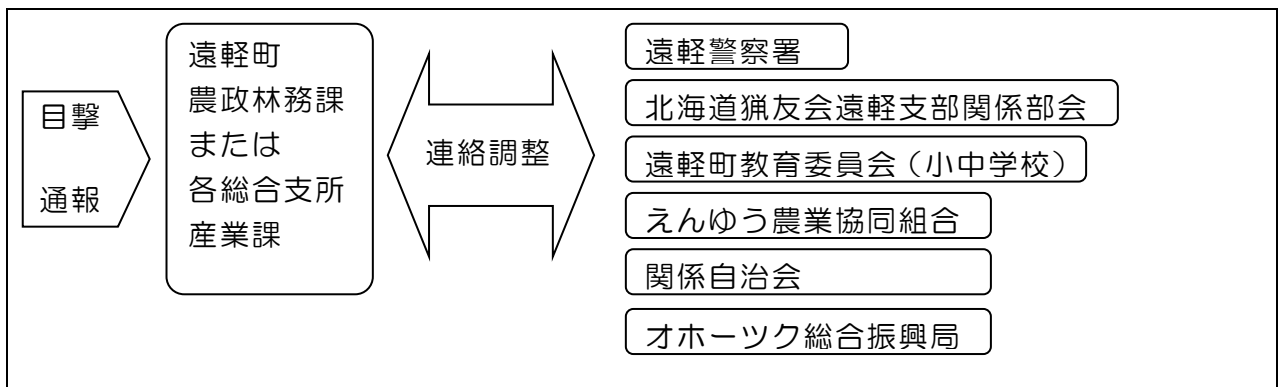 目撃
通報
遠軽町
農政林務課
または
各総合支所
産業課
連絡調整
遠軽警察署
北海道猟友会遠軽支部関係部会
遠軽町教育委員会（小中学校）
えんゆう農業協同組合
関係自治会
オホーツク総合振興局